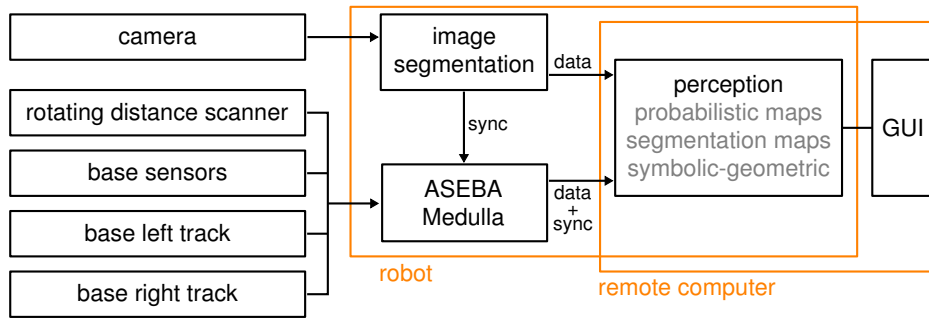 camera
rotating distance scanner
base sensors
base left track
base right track
image
segmentation
sync
ASEBA
Medulla
data
data
+
sync
perception
probabilistic maps
segmentation maps
symbolic-geometric
GUI
robot
remote computer